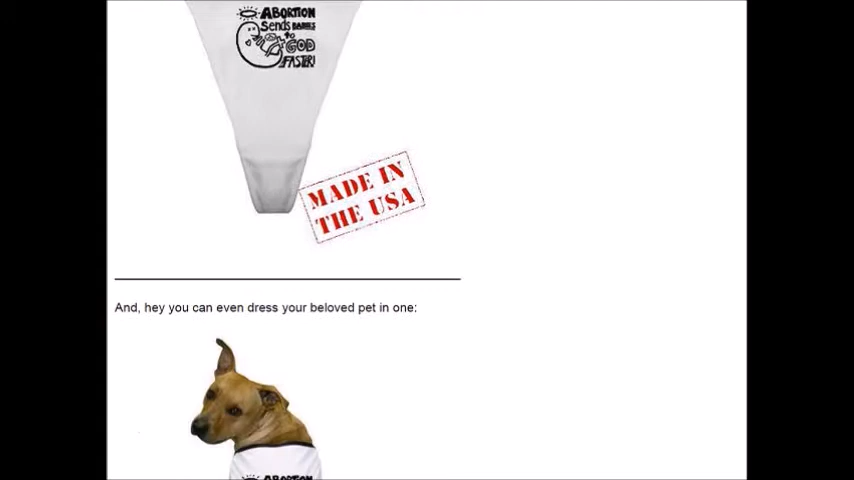 ABORTION
Sends BABIES
to
GOD
FASTER!
MADE IN
THE USA
And, hey you can even dress your beloved pet in one:
ABORTION